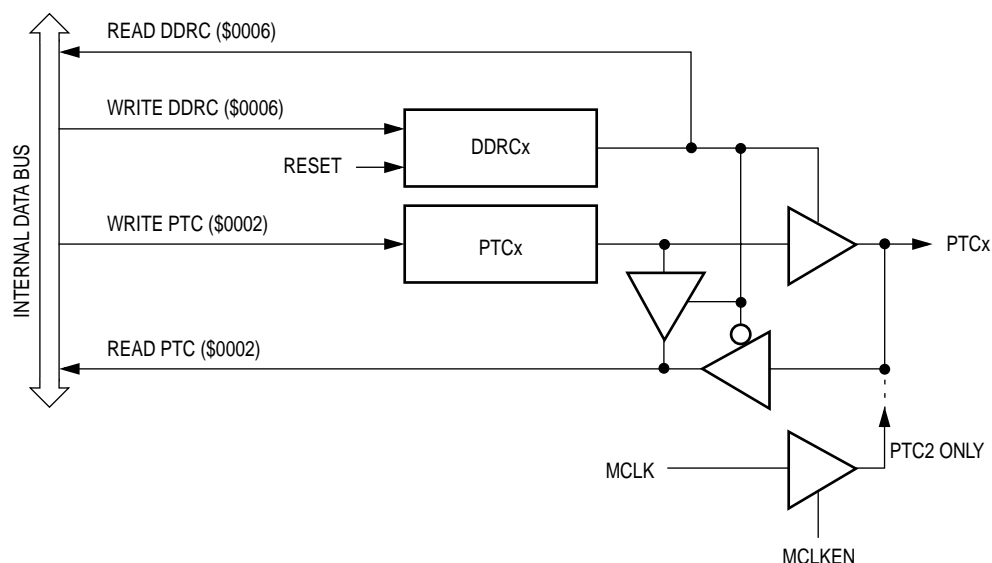 READ DDRC ($0006)
WRITE DDRC ($0006)
DDRCx
RESET
INTERNAL DATA BUS
WRITE PTC ($0002)
PTCx
PTCx
READ PTC ($0002)
PTC2 ONLY
MCLK
MCLKEN